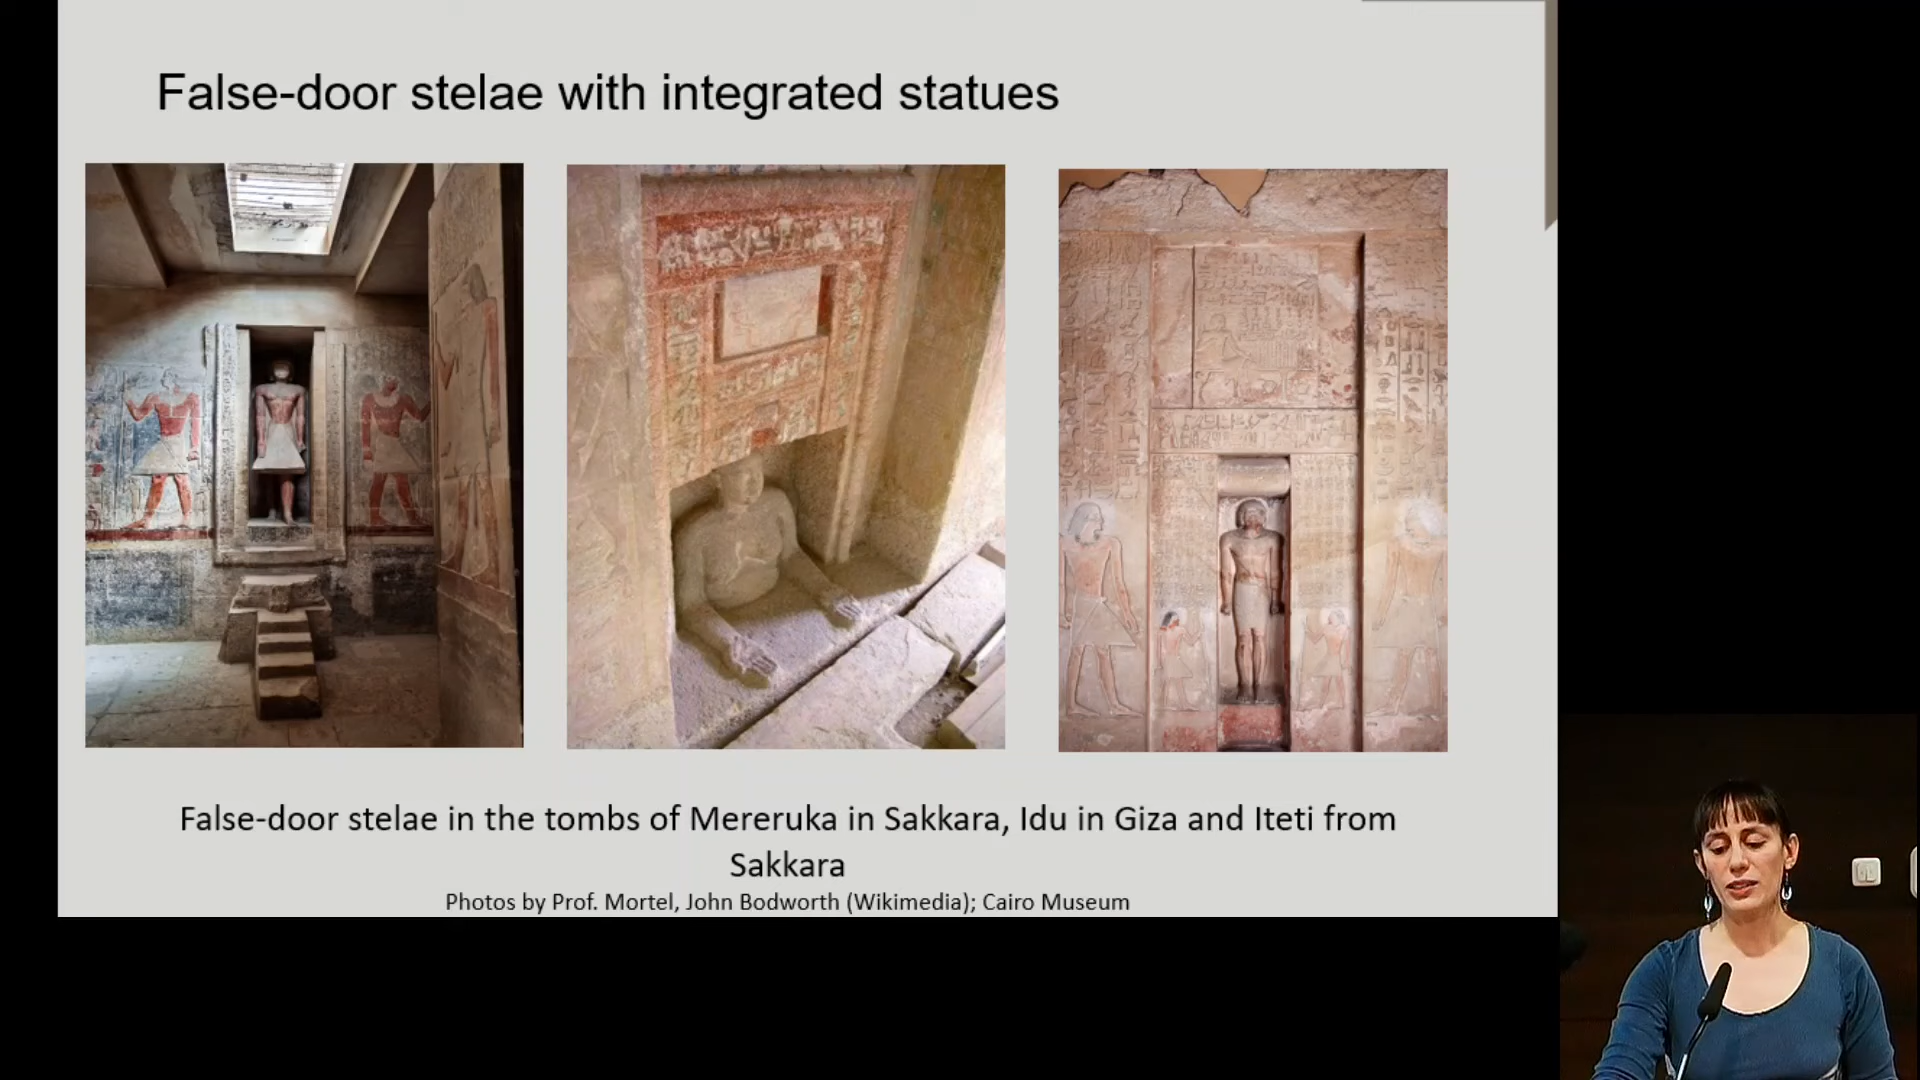 False-door stelae with integrated statues
False-door stelae in the tombs of Mereruka in Sakkara, Idu in Giza and Iteti from
Sakkara
Photos by Prof. Mortel, John Bodworth (Wikimedia); Cairo Museum